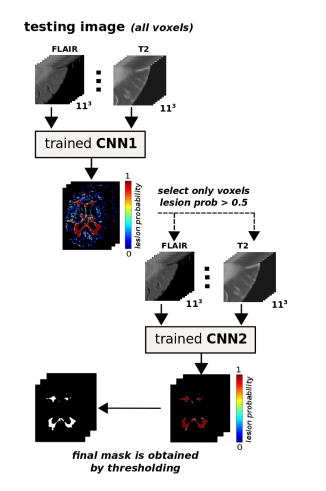 testing image (all voxels)
FLAIR
T2
11³
11³
trained CNN1
1
lesion probability
0
select only voxels
lesion prob > 0.5
FLAIR
T2
11³
11³
trained CNN2
1
lesion probability
0
final mask is obtained
by thresholding